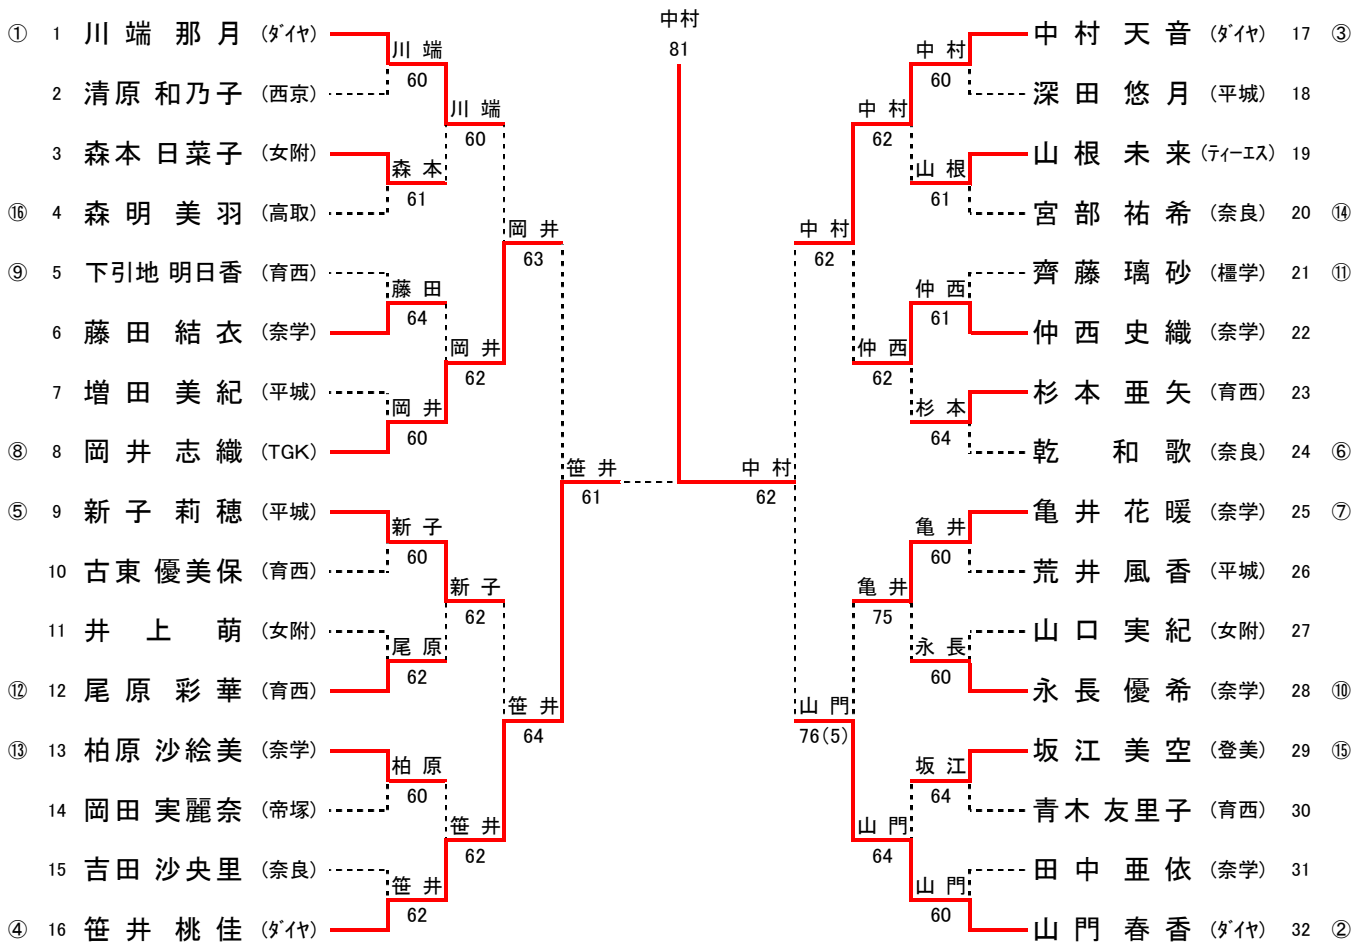 中村
81
① 1 川端 那月 (ダイヤ)
川端
60
2 清原 和乃子 (西京)
川端
60
3 森本 日菜子 (女附)
森本
61
⑯ 4 森明 美羽 (高取)
岡井
63
⑨ 5 下引地 明日香 (育西)
藤田
64
6 藤田 結衣 (奈学)
岡井
62
7 増田 美紀 (平城)
岡井
60
⑧ 8 岡井 志織 (TGK)
笹井
61
⑤ 9 新子 莉穂 (平城)
新子
60
10 古東 優美保 (育西)
新子
62
11 井上 萌 (女附)
尾原
62
⑫ 12 尾原 彩華 (育西)
笹井
64
⑬ 13 柏原 沙絵美 (奈学)
柏原
60
14 岡田 実麗奈 (帝塚)
笹井
62
15 吉田 沙央里 (奈良)
笹井
62
④ 16 笹井 桃佳 (ダイヤ)
中村 天音 (ダイヤ) 17 ③
中村
60
深田 悠月 (平城) 18
中村
62
山根 未来 (ティーエス) 19
山根
61
宮部 祐希 (奈良) 20 ⑭
中村
62
齊藤 璃砂 (橿学) 21 ⑪
仲西
61
仲西 史織 (奈学) 22
仲西
62
杉本 亜矢 (育西) 23
杉本
64
乾 和歌 (奈良) 24 ⑥
中村
62
亀井 花暖 (奈学) 25 ⑦
亀井
60
荒井 風香 (平城) 26
亀井
75
山口 実紀 (女附) 27
永長
60
永長 優希 (奈学) 28 ⑩
山門
76(5)
坂江 美空 (登美) 29 ⑮
坂江
64
青木 友里子 (育西) 30
山門
64
田中 亜依 (奈学) 31
山門
60
山門 春香 (ダイヤ) 32 ②